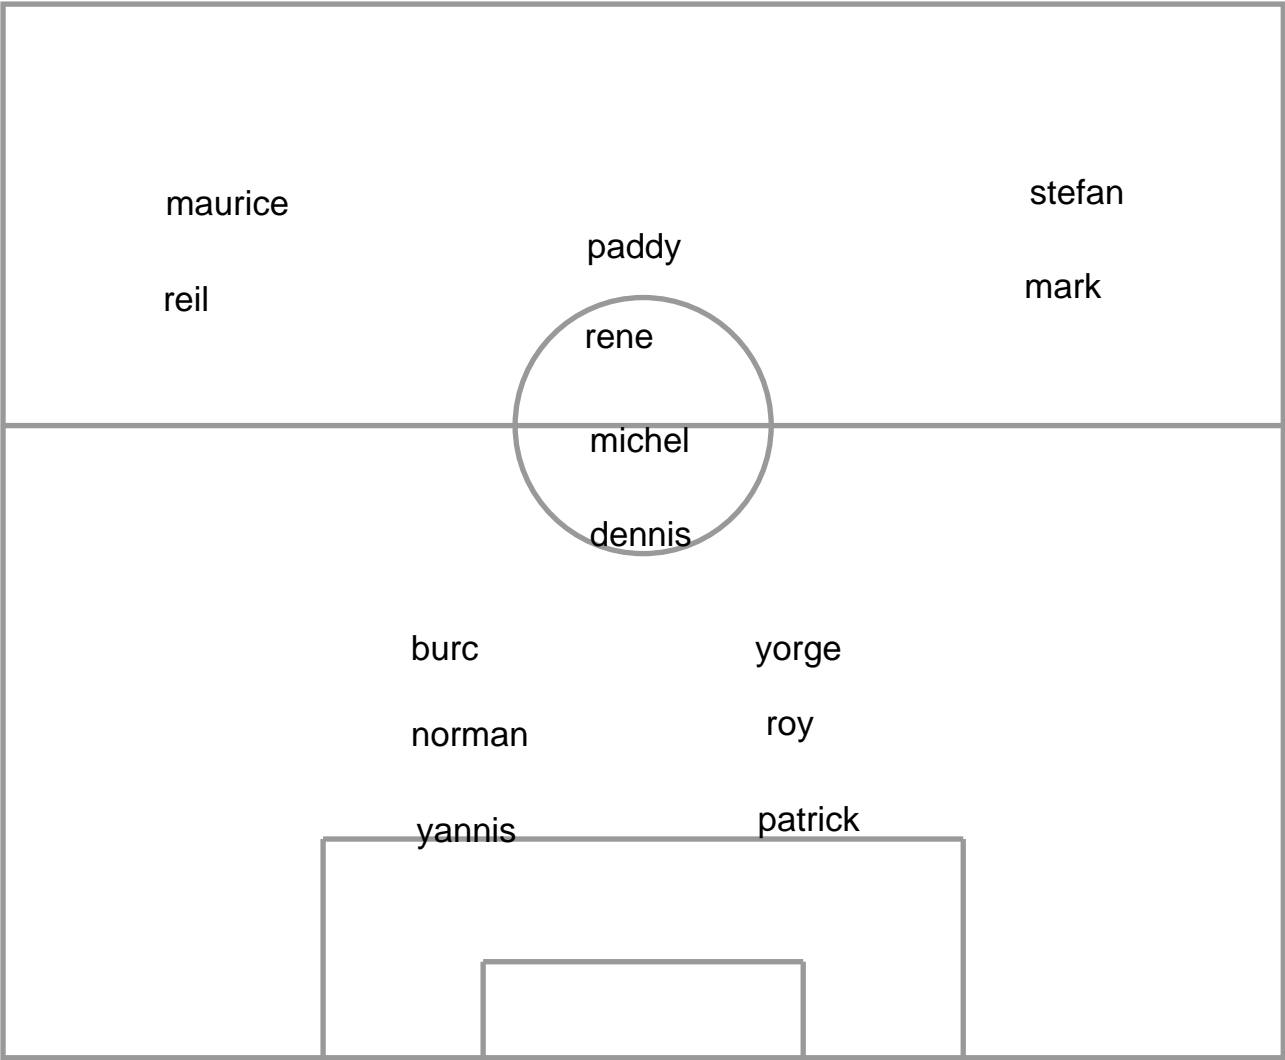 maurice
stefan
paddy
reil
mark
rene
michel
dennis
burc
yorge
norman
roy
yannis
patrick